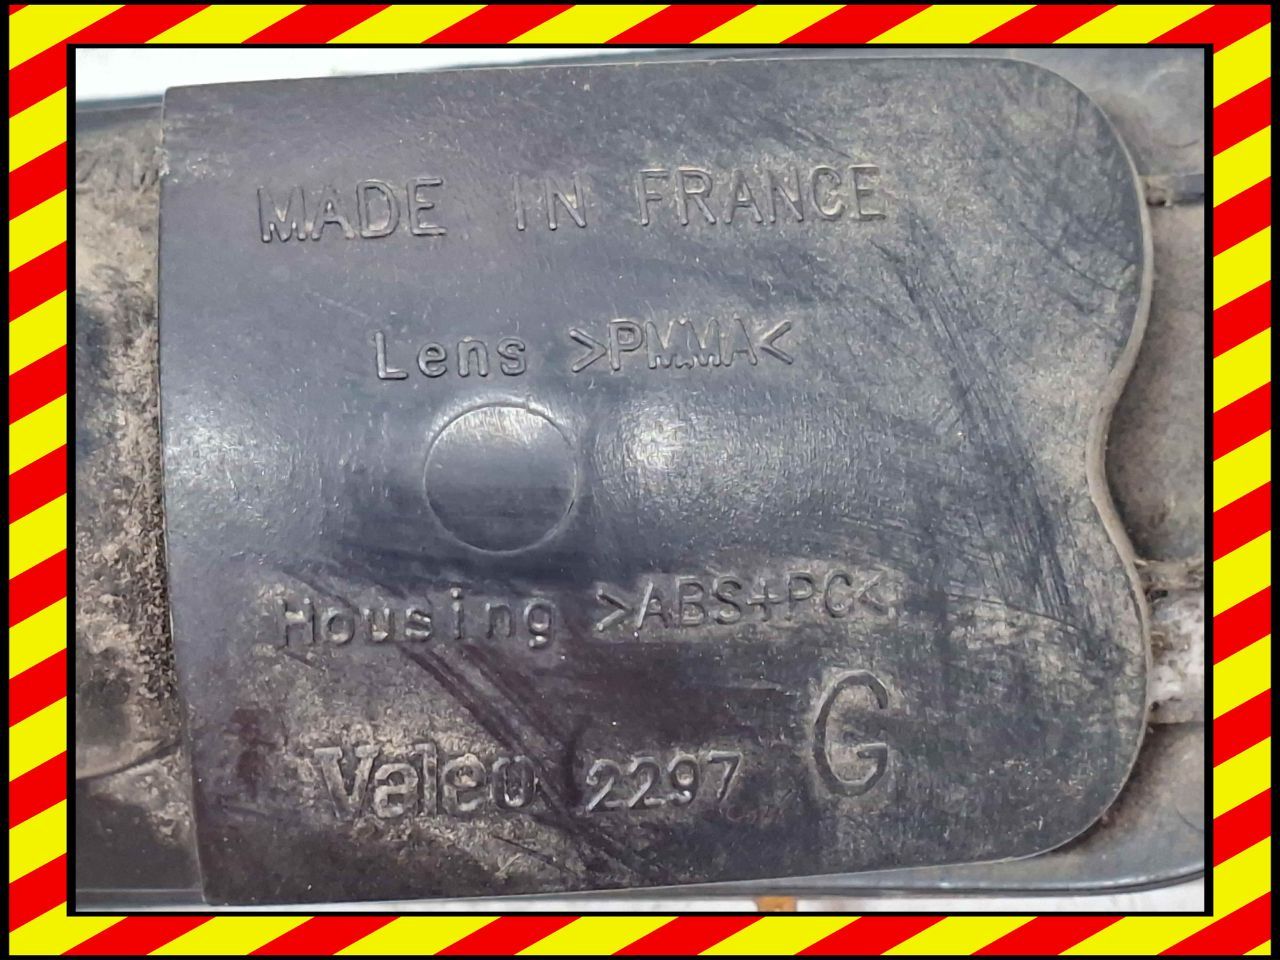 MADE IN FRANCE
Lens >PMMA<
Housing >ABS+PC<
G
Valeo 2297